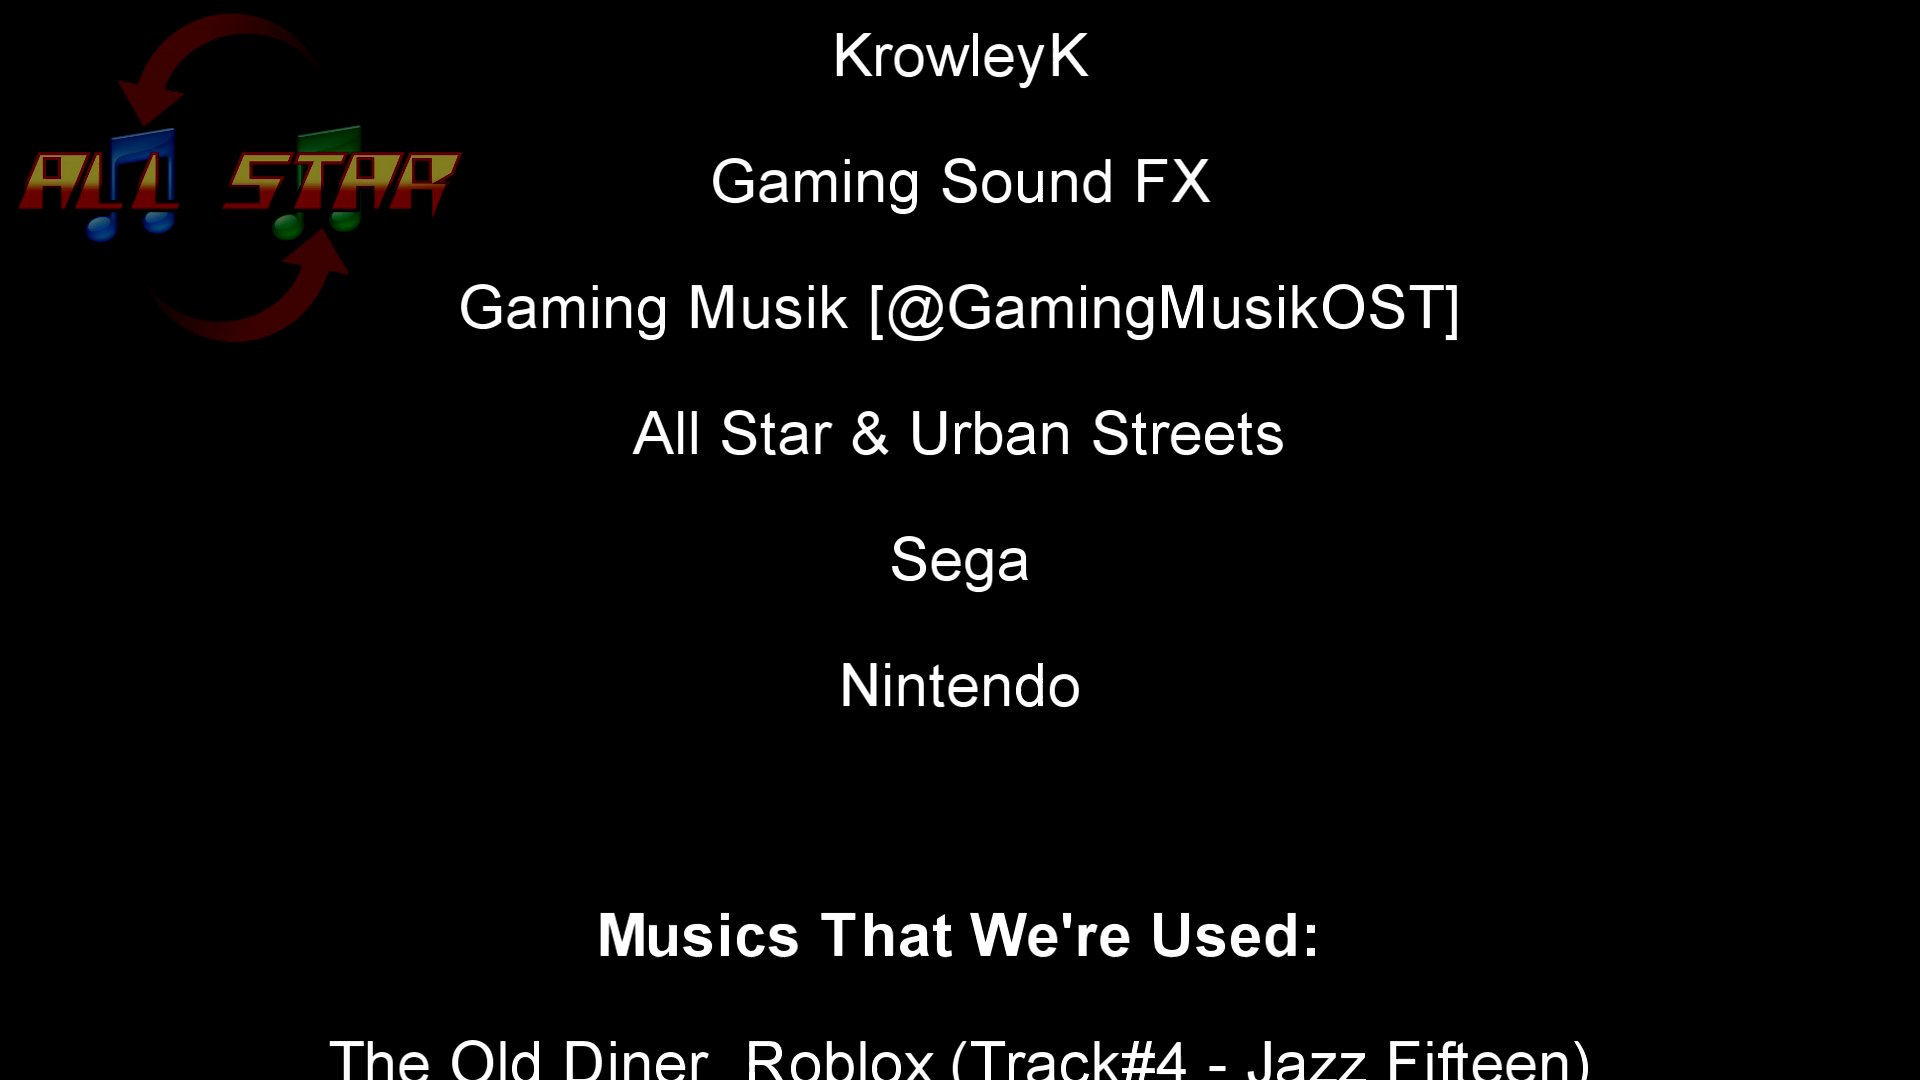 ALL STAR
KrowleyK
Gaming Sound FX
Gaming Musik [@GamingMusikOST]
All Star & Urban Streets
Sega
Nintendo
Musics That We're Used:
The Old Diner  Roblox (Track#4 - Jazz Fifteen)